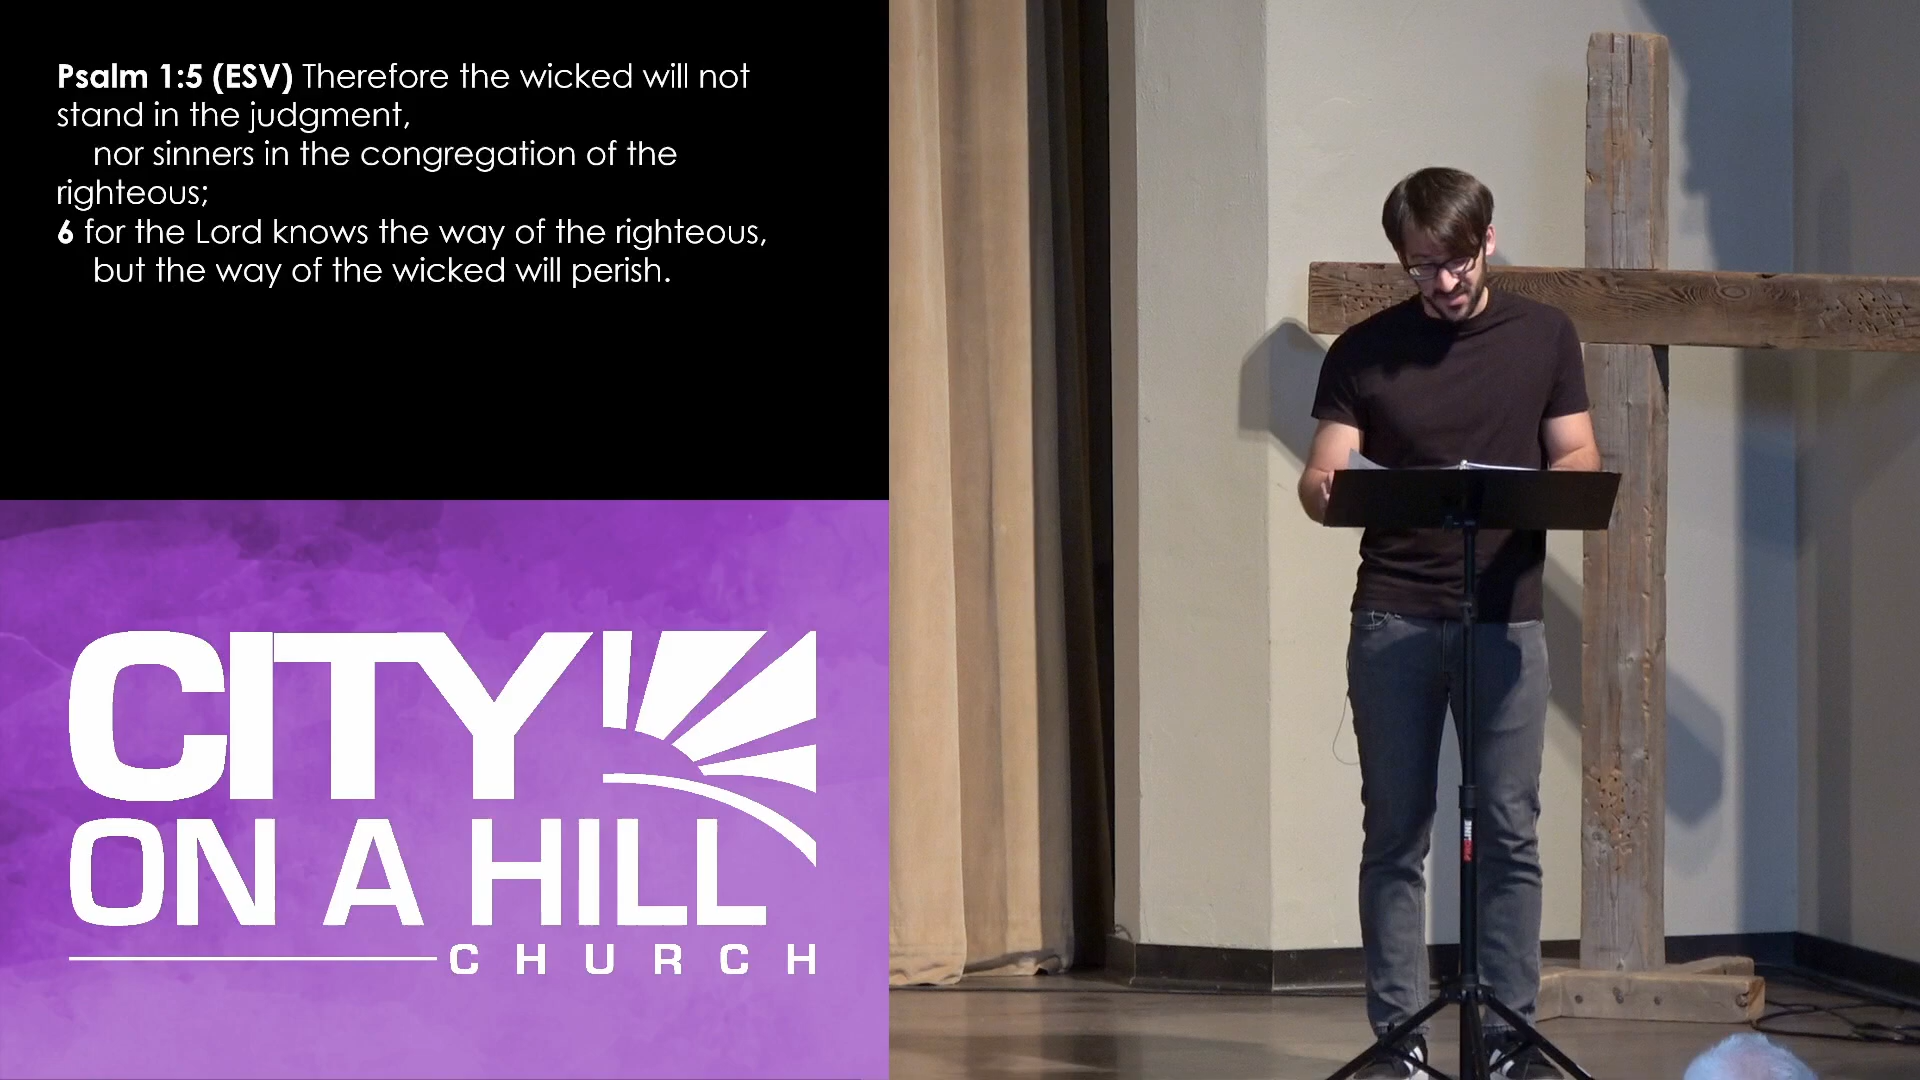 Psalm 1:5 (ESV) Therefore the wicked will not
stand in the judgment,
nor sinners in the congregation of the
righteous;
6 for the Lord knows the way of the righteous,
but the way of the wicked will perish.
CITY
ON A HILL
CHURCH
PROLINE